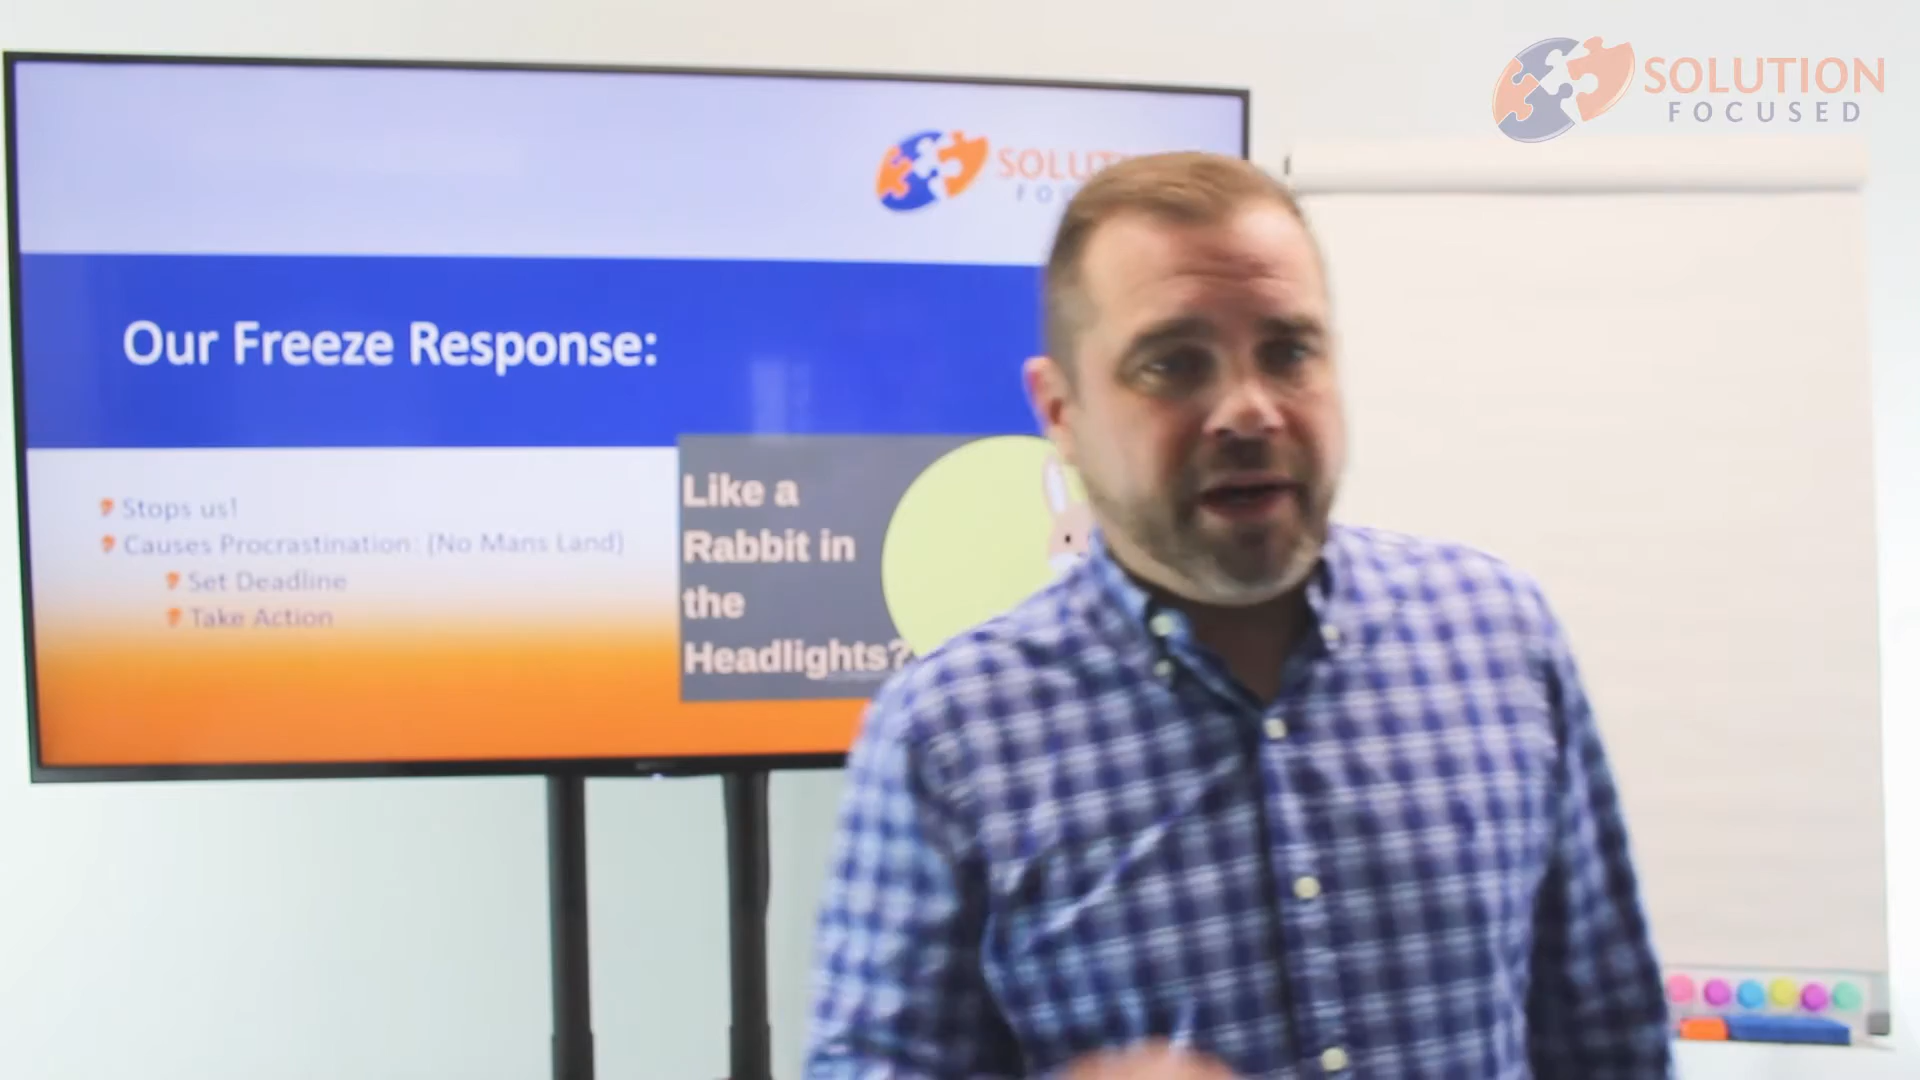 SOLUTION
FOCUSED
Our Freeze Response:
Stops us!
Causes Procrastination: (No Mans Land)
Set Deadline
Take Action
Like a
Rabbit in
the
Headlights?